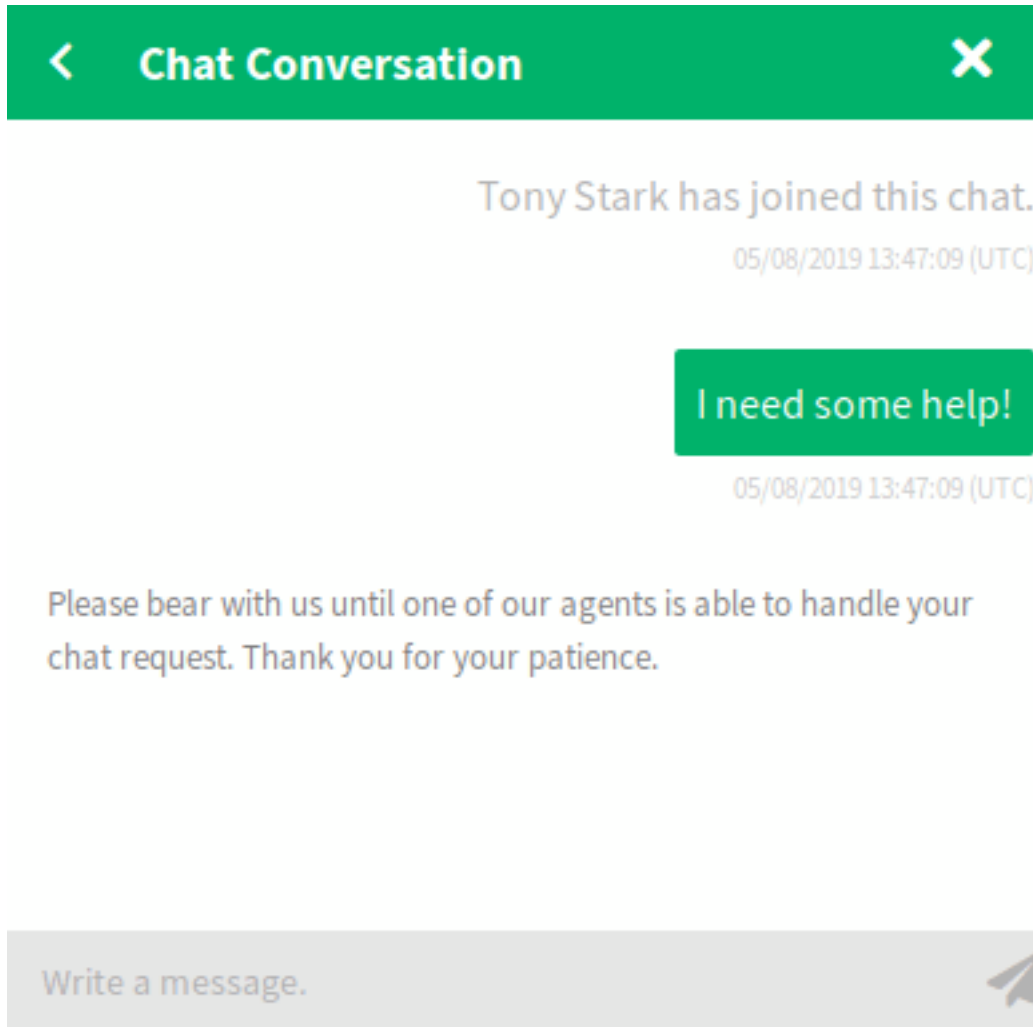 Chat Conversation
Tony Stark has joined this chat.
05/08/2019 13:47:09 (UTC)
I need some help!
05/08/2019 13:47:09 (UTC)
Please bear with us until one of our agents is able to handle your
chat request. Thank you for your patience.
Write a message.